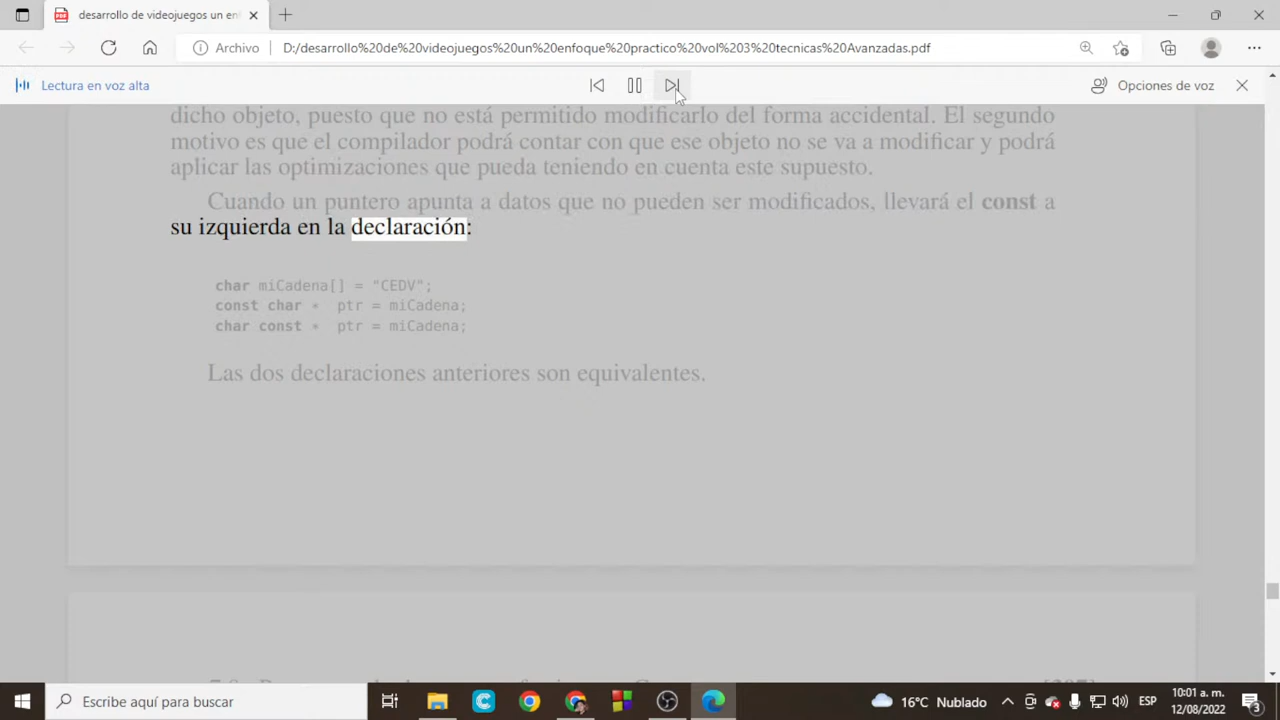 desarrollo de videojuegos un en
Archivo
D:/desarrollo%20de%20videojuegos%20un%20enfoque%20practico%20vol%203%20tecnicas%20Avanzadas.pdf
Lectura en voz alta
Opciones de voz
dicho objeto, puesto que no está permitido modificarlo del forma accidental. El segundo
motivo es que el compilador podrá contar con que ese objeto no se va a modificar y podrá
aplicar las optimizaciones que pueda teniendo en cuenta este supuesto.
Cuando un puntero apunta a datos que no pueden ser modificados, llevará el const a
su izquierda en la declaración:
char miCadena[] = "CEDV";
const char * ptr = miCadena;
char const * ptr = miCadena;
Las dos declaraciones anteriores son equivalentes.
Escribe aquí para buscar
16°C Nublado
ESP
10:01 a. m.
12/08/2022
3